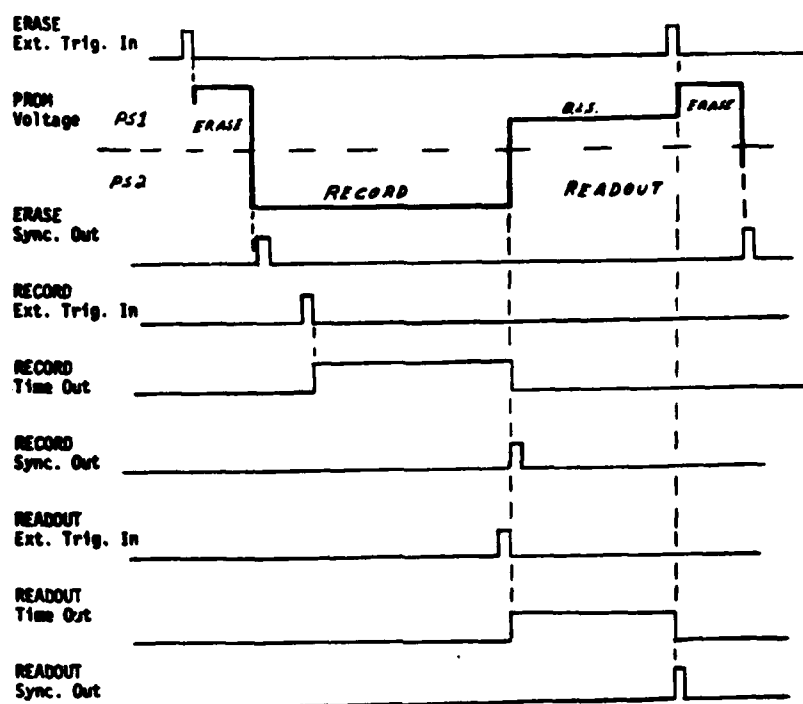 ERASE
Ext. Trig. In
PROM
Voltage
PS1
ERASE
B.L.S.
ERASE
PS2
RECORD
READOUT
ERASE
Sync. Out
RECORD
Ext. Trig. In
RECORD
Time Out
RECORD
Sync. Out
READOUT
Ext. Trig. In
READOUT
Time Out
READOUT
Sync. Out